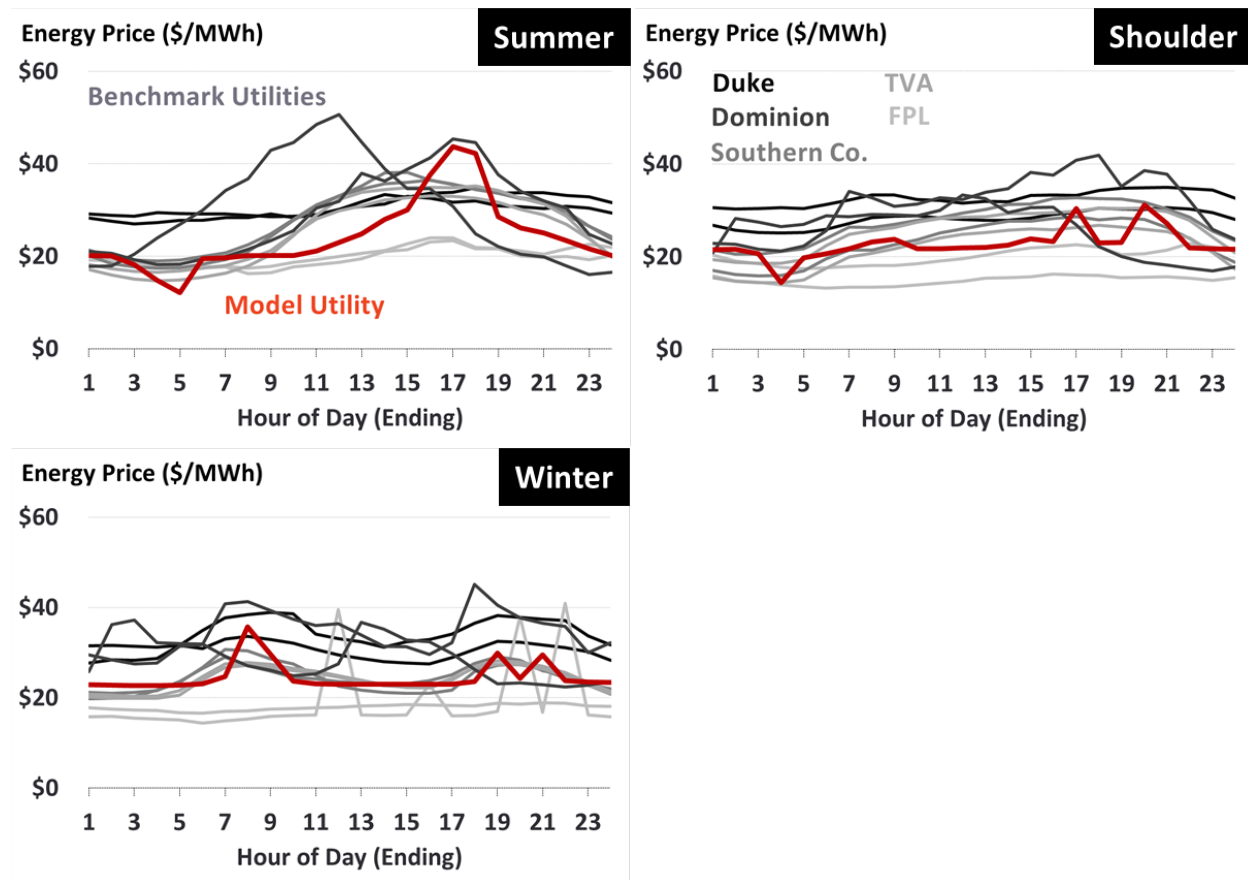 Energy Price ($/MWh)
Summer
$60
Benchmark Utilities
$40
$20
Model Utility
$0
1 3 5 7 9 11 13 15 17 19 21 23
Hour of Day (Ending)
Energy Price ($/MWh)
Shoulder
$60
Duke TVA
Dominion FPL
Southern Co.
$40
$20
$0
1 3 5 7 9 11 13 15 17 19 21 23
Hour of Day (Ending)
Energy Price ($/MWh)
Winter
$60
$40
$20
$0
1 3 5 7 9 11 13 15 17 19 21 23
Hour of Day (Ending)